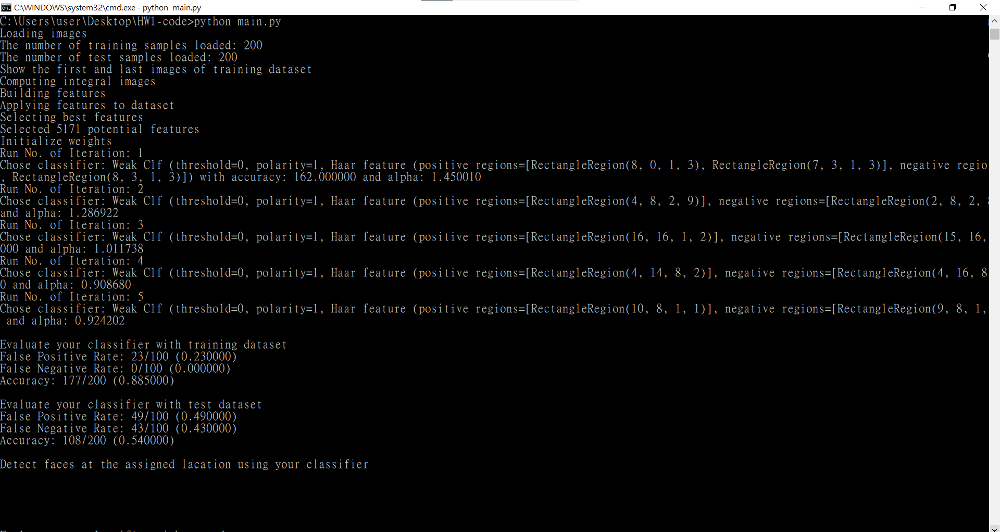 C:\WINDOWS\system32\cmd.exe - python  main.py
C:\Users\user\Desktop\HW1-code>python main.py
Loading images
The number of training samples loaded: 200
The number of test samples loaded: 200
Show the first and last images of training dataset
Computing integral images
Building features
Applying features to dataset
Selecting best features
Selected 5171 potential features
Initialize weights
Run No. of Iteration: 1
Chose classifier: Weak Clf (threshold=0, polarity=1, Haar feature (positive regions=[RectangleRegion(8, 0, 1, 3), RectangleRegion(7, 3, 1, 3)], negative regio
, RectangleRegion(8, 3, 1, 3)]) with accuracy: 162.000000 and alpha: 1.450010
Run No. of Iteration: 2
Chose classifier: Weak Clf (threshold=0, polarity=1, Haar feature (positive regions=[RectangleRegion(4, 8, 2, 9)], negative regions=[RectangleRegion(2, 8, 2,
and alpha: 1.286922
Run No. of Iteration: 3
Chose classifier: Weak Clf (threshold=0, polarity=1, Haar feature (positive regions=[RectangleRegion(16, 16, 1, 2)], negative regions=[RectangleRegion(15, 16,
000 and alpha: 1.011738
Run No. of Iteration: 4
Chose classifier: Weak Clf (threshold=0, polarity=1, Haar feature (positive regions=[RectangleRegion(4, 14, 8, 2)], negative regions=[RectangleRegion(4, 16, 8
0 and alpha: 0.908680
Run No. of Iteration: 5
Chose classifier: Weak Clf (threshold=0, polarity=1, Haar feature (positive regions=[RectangleRegion(10, 8, 1, 1)], negative regions=[RectangleRegion(9, 8, 1,
 and alpha: 0.924202
Evaluate your classifier with training dataset
False Positive Rate: 23/100 (0.230000)
False Negative Rate: 0/100 (0.000000)
Accuracy: 177/200 (0.885000)
Evaluate your classifier with test dataset
False Positive Rate: 49/100 (0.490000)
False Negative Rate: 43/100 (0.430000)
Accuracy: 108/200 (0.540000)
Detect faces at the assigned lacation using your classifier